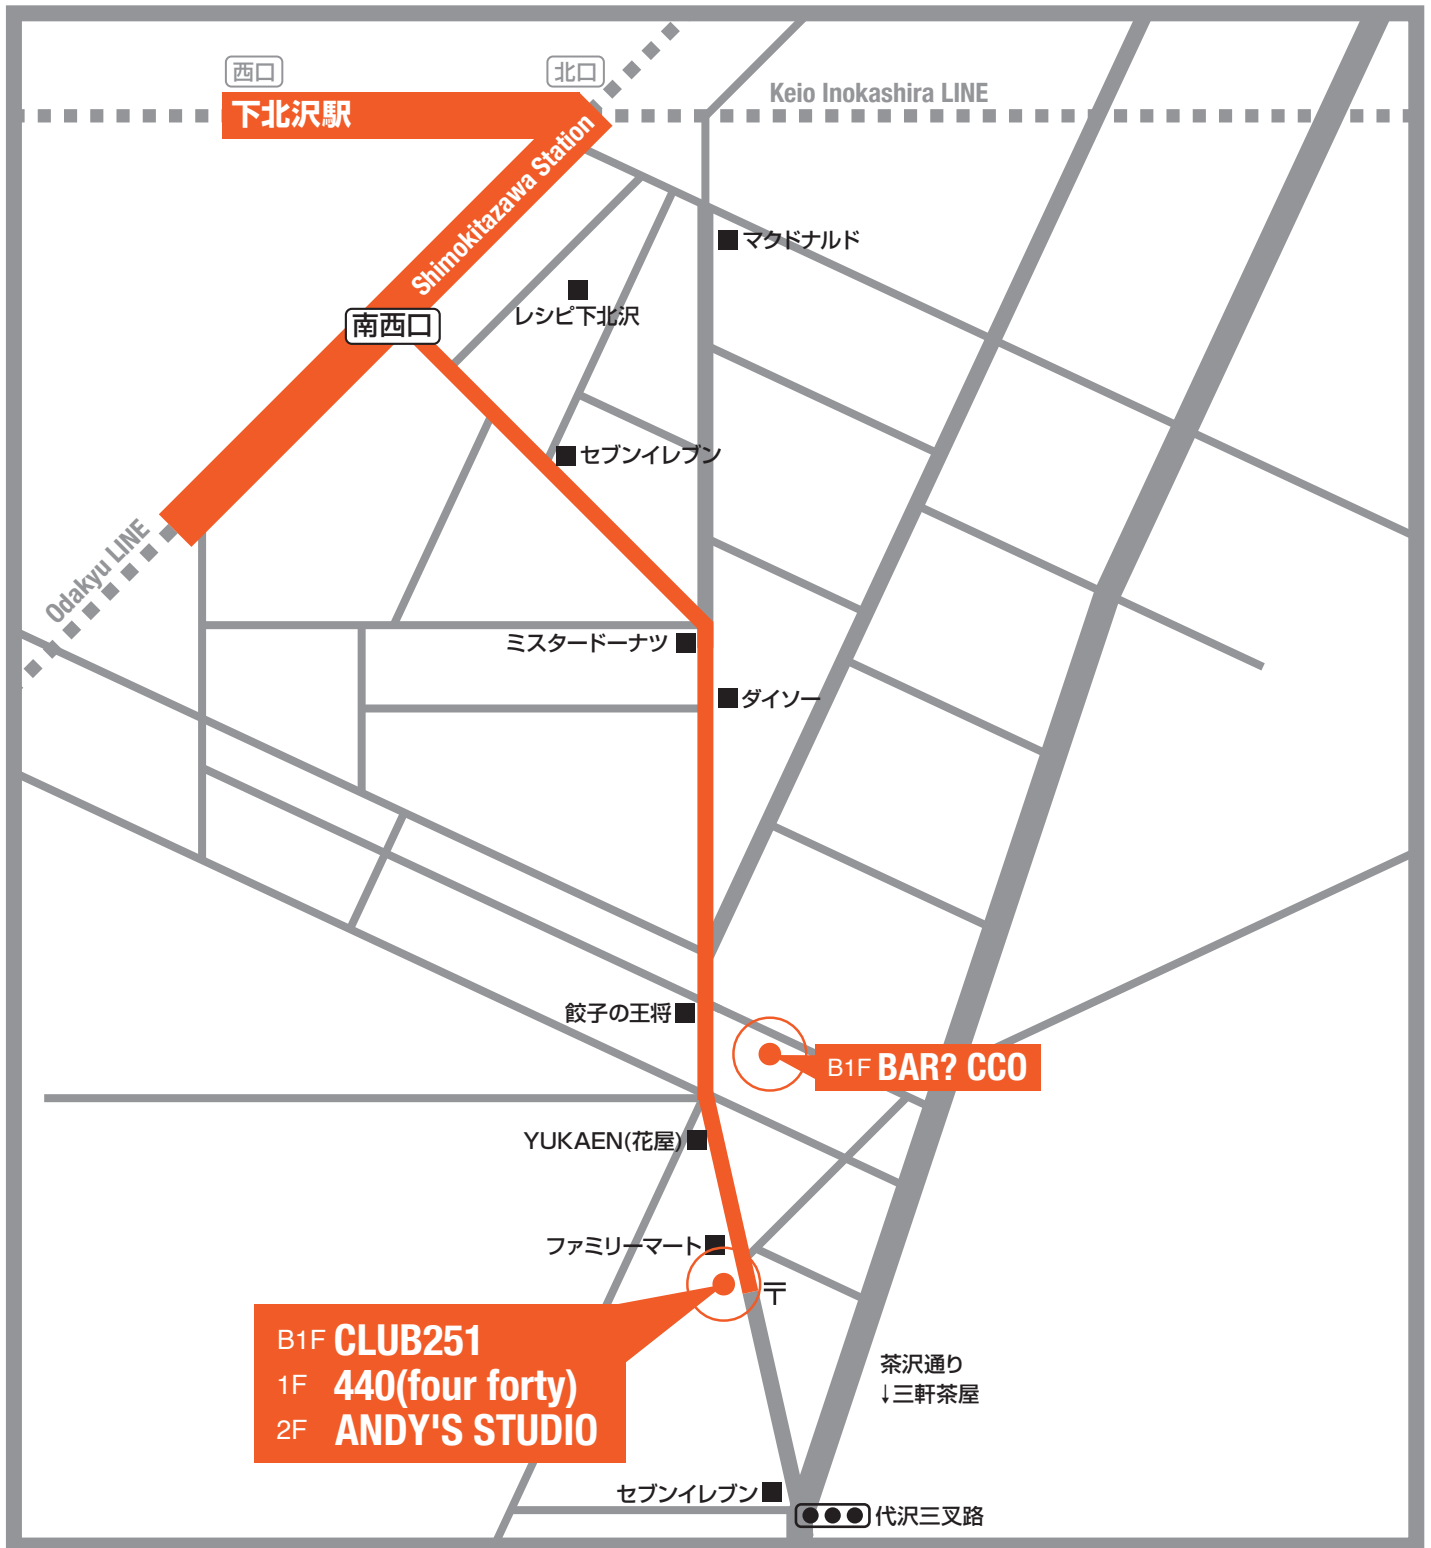 西口
北口
下北沢駅
Keio Inokashira LINE
Shimokitazawa Station
マクドナルド
レシピ下北沢
南西口
セブンイレブン
Odakyu LINE
ミスタードーナツ
ダイソー
餃子の王将
B1F BAR? CCO
YUKAEN(花屋)
ファミリーマート
〒
B1F CLUB251
1F 440(four forty)
2F ANDY'S STUDIO
茶沢通り
↓三軒茶屋
セブンイレブン
代沢三叉路